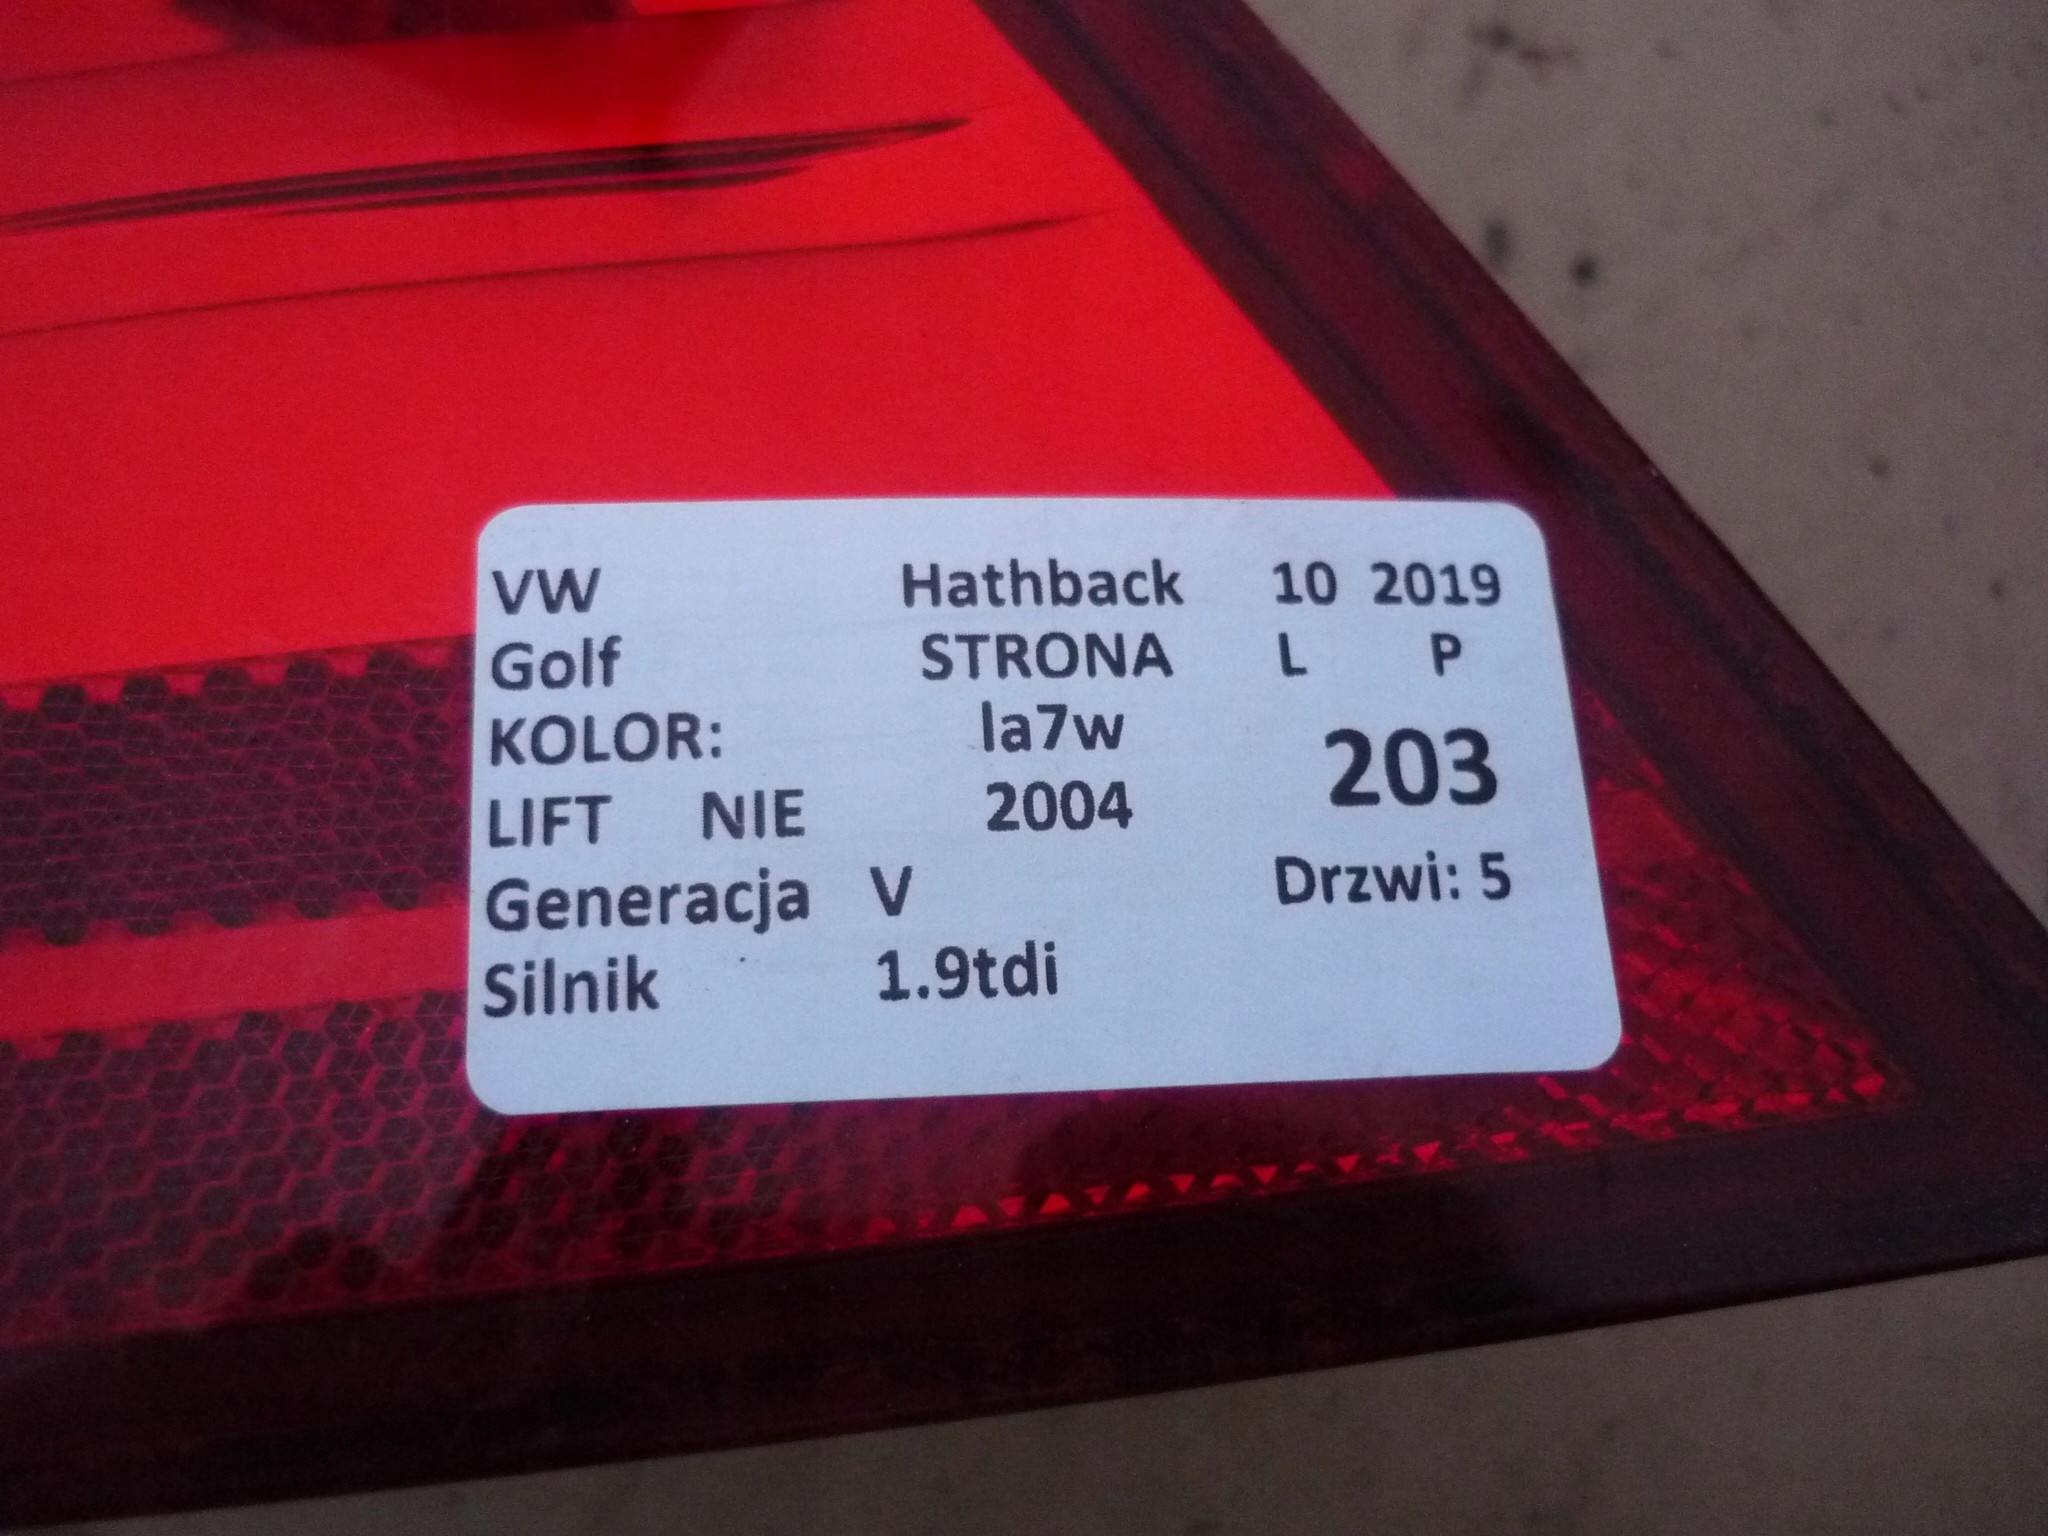 VW Hathback 10 2019
Golf STRONA L P
KOLOR: la7w
203
LIFT NIE 2004
Generacja V Drzwi: 5
Silnik 1.9tdi